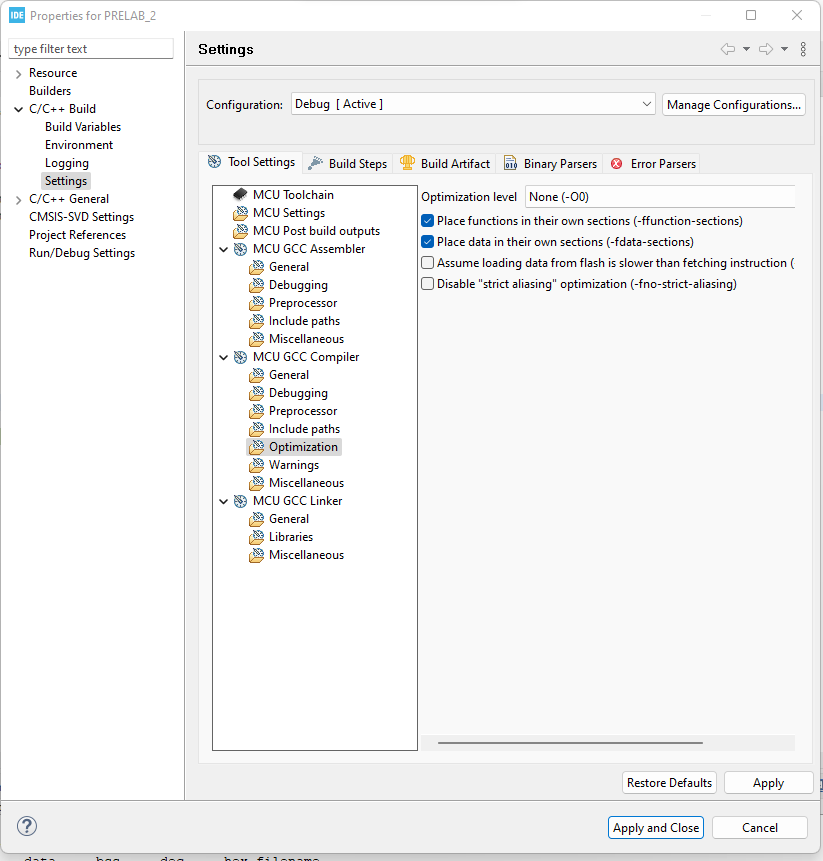 IDE Properties for PRELAB_2
type filter text
Resource
Builders
C/C++ Build
Build Variables
Environment
Logging
Settings
C/C++ General
CMSIS-SVD Settings
Project References
Run/Debug Settings
Settings
Configuration: Debug [ Active ] Manage Configurations...
Tool Settings Build Steps Build Artifact Binary Parsers Error Parsers
MCU Toolchain
MCU Settings
MCU Post build outputs
MCU GCC Assembler
General
Debugging
Preprocessor
Include paths
Miscellaneous
MCU GCC Compiler
General
Debugging
Preprocessor
Include paths
Optimization
Warnings
Miscellaneous
MCU GCC Linker
General
Libraries
Miscellaneous
Optimization level None (-O0)
Place functions in their own sections (-ffunction-sections)
Place data in their own sections (-fdata-sections)
Assume loading data from flash is slower than fetching instruction (
Disable "strict aliasing" optimization (-fno-strict-aliasing)
Restore Defaults Apply
? Apply and Close Cancel